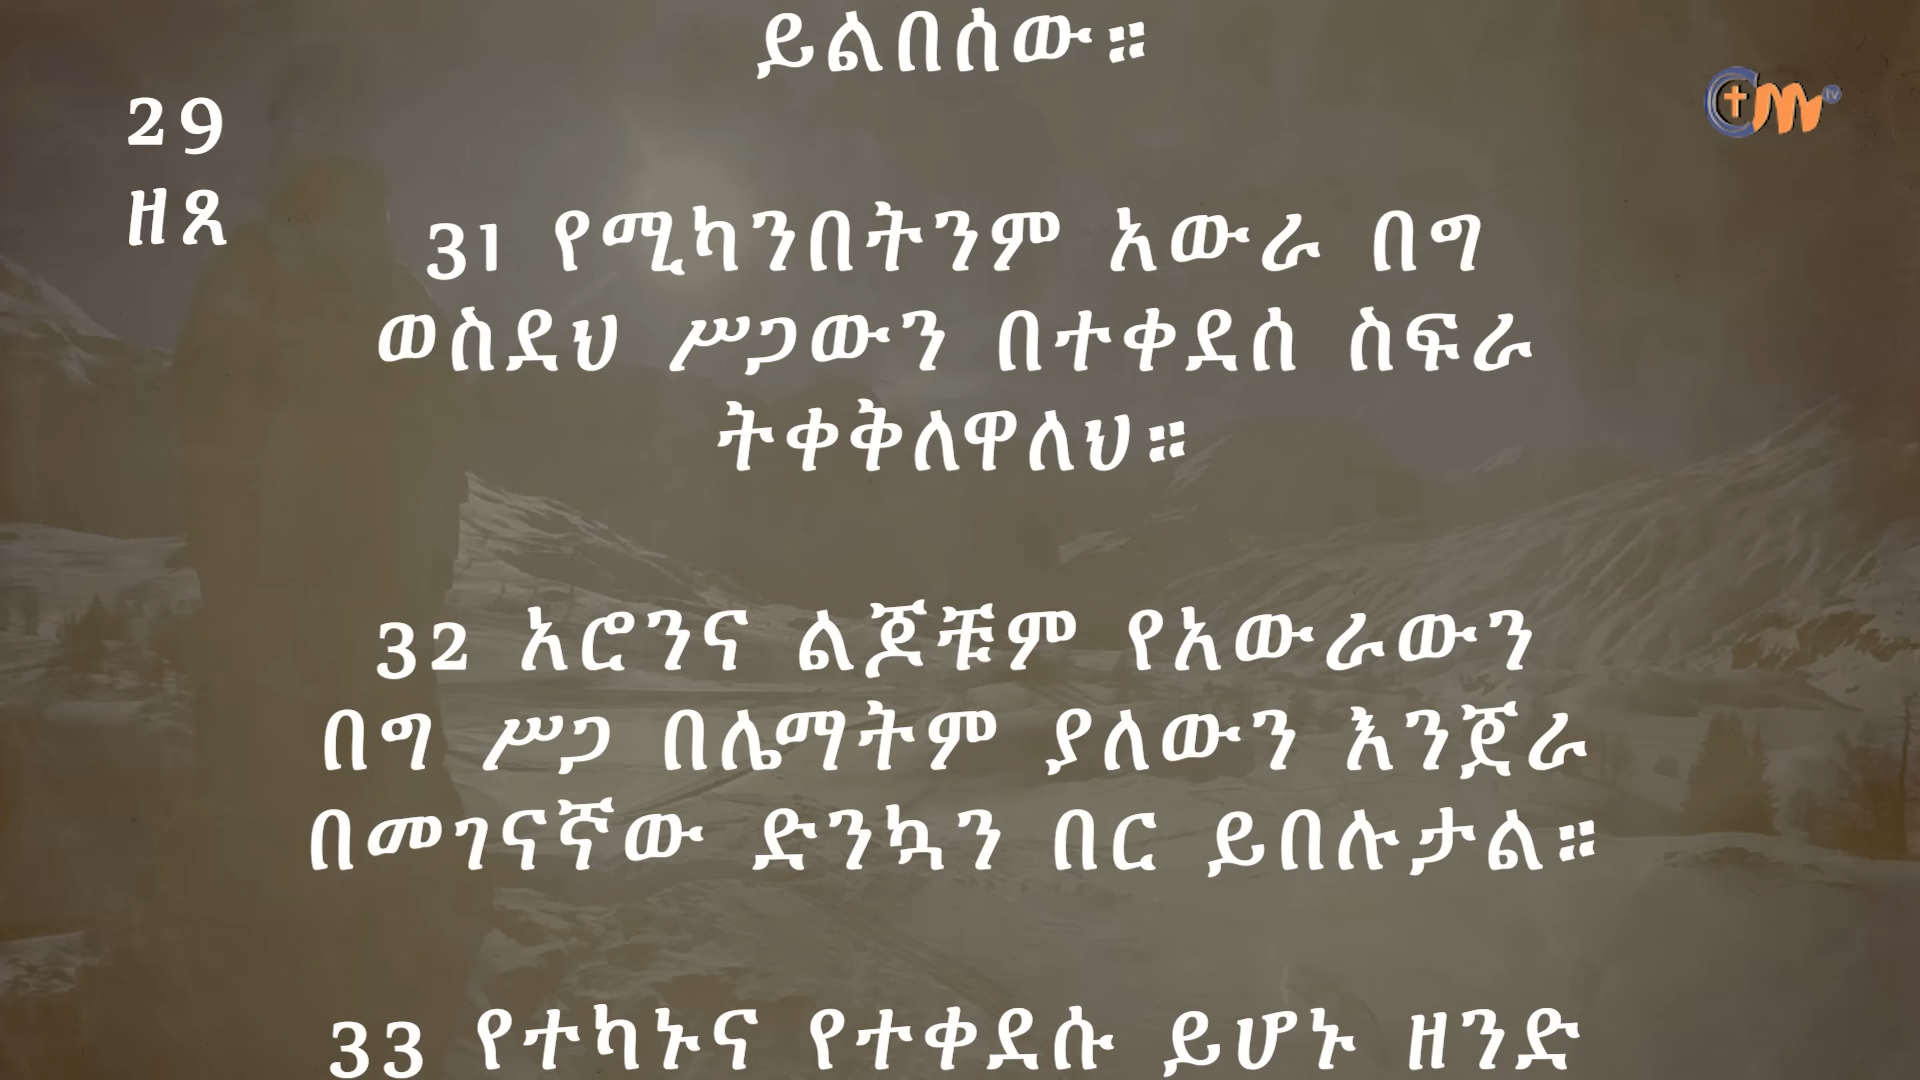 ይልበሰው።
29
ዘጸ
31 የሚካንበትንም አውራ በግ
ወስደህ ሥጋውን በተቀደሰ ስፍራ
ትቀቅለዋለህ።
32 አሮንና ልጆቹም የአውራውን
በግ ሥጋ በሌማትም ያለውን እንጀራ
በመገናኛው ድንኳን በር ይበሉታል።
33 የተካኑና የተቀደሱ ይሆኑ ዘንድ